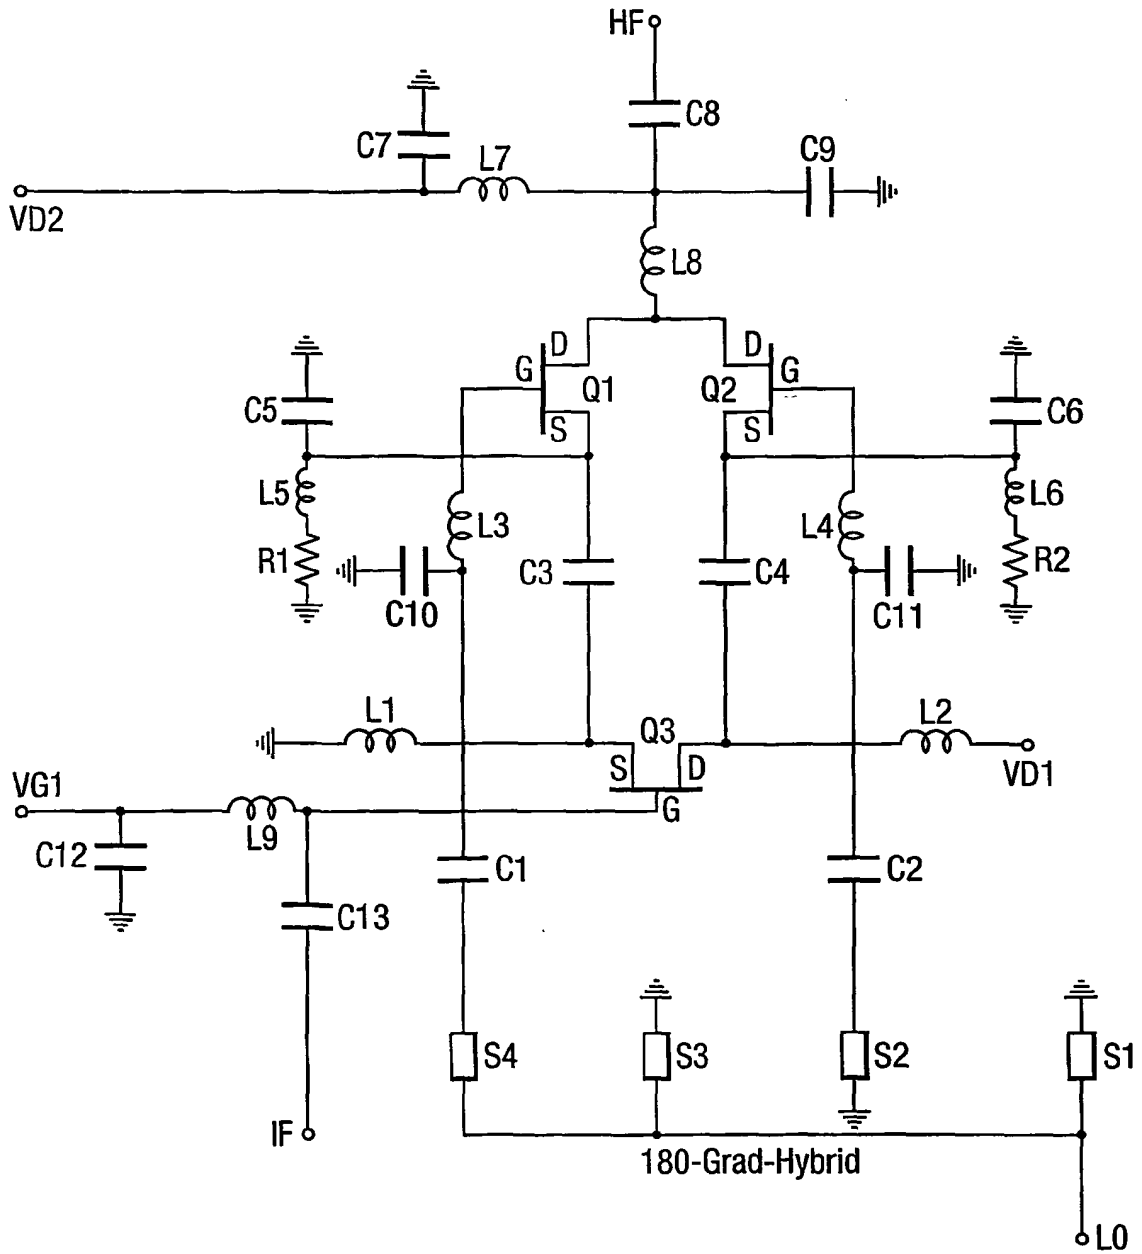 HF
C8
C7
L7
C9
VD2
L8
D
D
G
G
Q1
Q2
C5
C6
S
S
L5
L3
L4
L6
R1
C3
C4
R2
C10
C11
L1
Q3
L2
VG1
S
D
VD1
G
L9
C12
C1
C2
C13
S4
S3
S2
S1
IF
180-Grad-Hybrid
LO